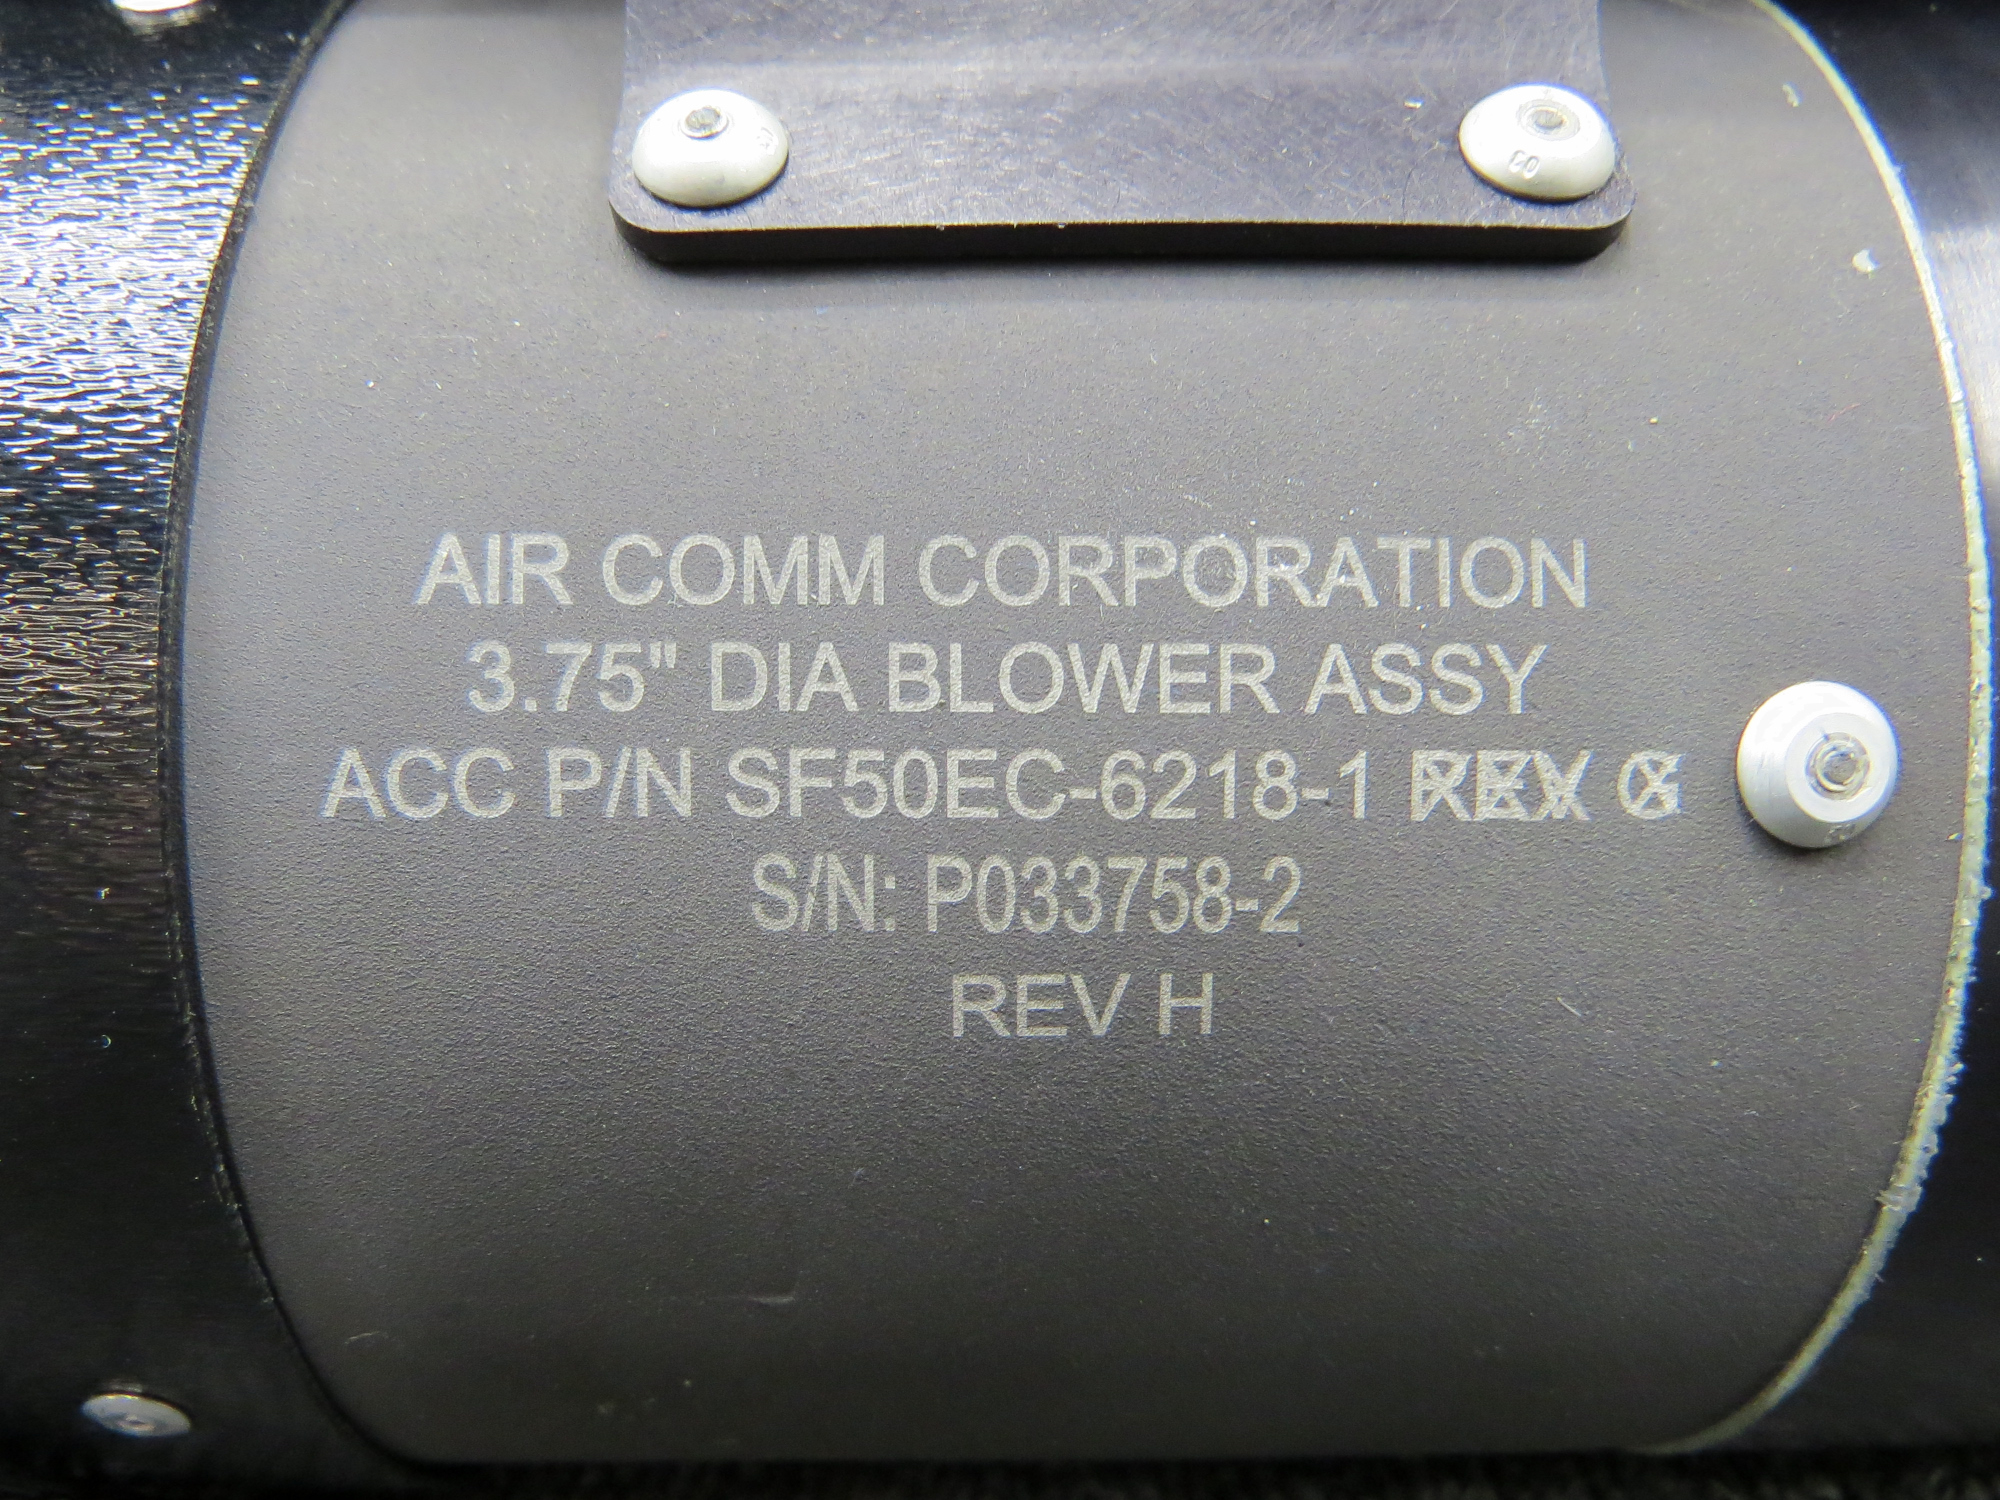 AIR COMM CORPORATION
3.75" DIA BLOWER ASSY
ACC P/N SF50EC-6218-1 REV G
S/N: P033758-2
REV H